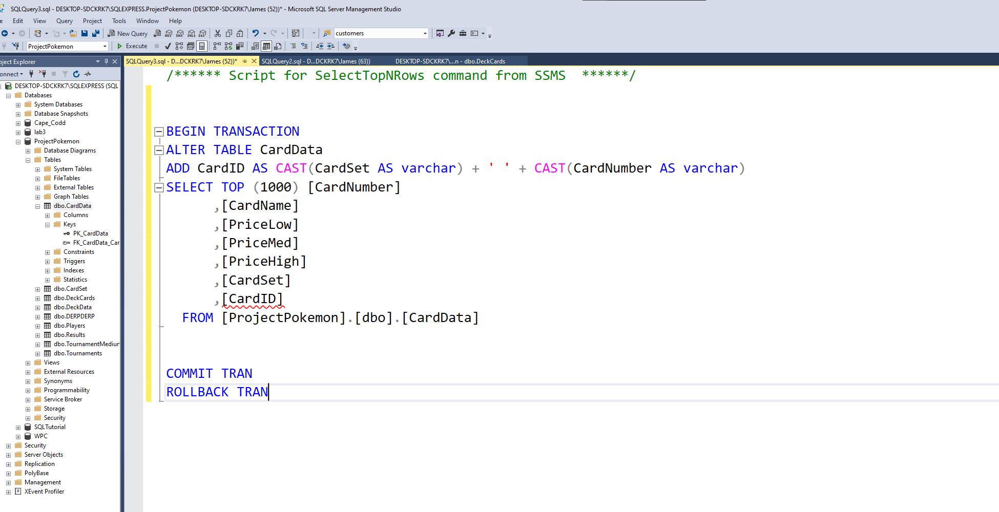 SQLQuery3.sql - DESKTOP-SDCKRK7\SQLEXPRESS.ProjectPokemon (DESKTOP-SDCKRK7\James (52))* - Microsoft SQL Server Management Studio
e Edit View Query Project Tools Window Help
New Query MDX DMX XMLA DAX customers
ProjectPokemon Execute
bject Explorer
onnect
DESKTOP-SDCKRK7\SQLEXPRESS (SQL
Databases
System Databases
Database Snapshots
Cape_Codd
lab3
ProjectPokemon
Database Diagrams
Tables
System Tables
FileTables
External Tables
Graph Tables
dbo.CardData
Columns
Keys
PK_CardData
FK_CardData_Car
Constraints
Triggers
Indexes
Statistics
dbo.CardSet
dbo.DeckCards
dbo.DeckData
dbo.DERPDERP
dbo.Players
dbo.Results
dbo.TournamentMediur
dbo.Tournaments
Views
External Resources
Synonyms
Programmability
Service Broker
Storage
Security
SQLTutorial
WPC
Security
Server Objects
Replication
PolyBase
Management
XEvent Profiler
SQLQuery3.sql - D...DCKRK7\James (52))* SQLQuery2.sql - D...DCKRK7\James (63)) DESKTOP-SDCKRK7\...n - dbo.DeckCards
/****** Script for SelectTopNRows command from SSMS  ******/
BEGIN TRANSACTION
ALTER TABLE CardData
ADD CardID AS CAST(CardSet AS varchar) + ' ' + CAST(CardNumber AS varchar)
SELECT TOP (1000) [CardNumber]
,[CardName]
,[PriceLow]
,[PriceMed]
,[PriceHigh]
,[CardSet]
,[CardID]
FROM [ProjectPokemon].[dbo].[CardData]
COMMIT TRAN
ROLLBACK TRAN